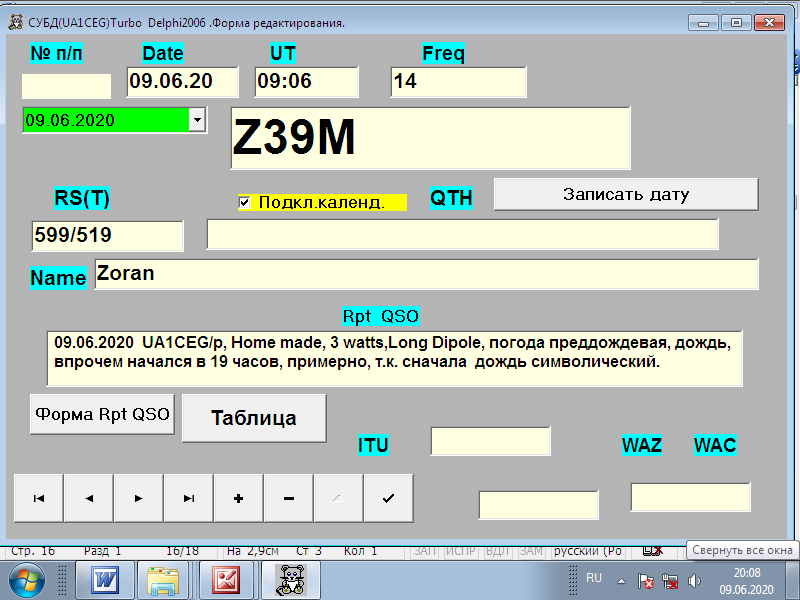 СУБД(UA1CEG)Turbo Delphi2006 .Форма редактирования.
№ п/п Date UT Freq
09.06.20 09:06 14
09.06.2020
Z39M
RS(T) Подкл.календ. QTH Записать дату
599/519
Name Zoran
Rpt QSO
09.06.2020 UA1CEG/p, Home made, 3 watts,Long Dipole, погода преддождевая, дождь,
впрочем начался в 19 часов, примерно, т.к. сначала дождь символический.
Форма Rpt QSO Таблица
ITU WAZ WAC
Стр. 16 Разд 1 16/18 На 2,9см Ст 3 Кол 1 ЗАП ИСПР ВДЛ ЗАМ русский (Ро
Свернуть все окна
RU 20:08
09.06.2020